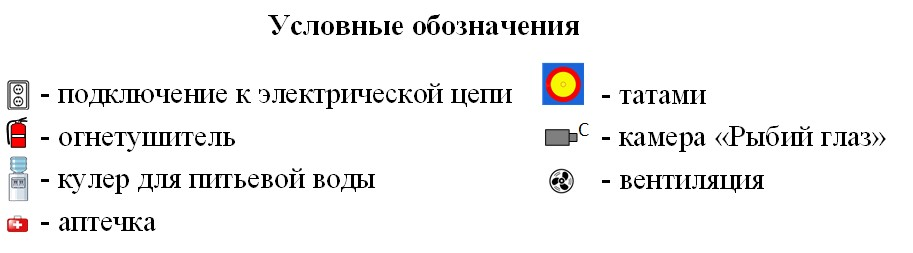 Условные обозначения
- подключение к электрической цепи
- огнетушитель
- кулер для питьевой воды
- аптечка
- татами
C
- камера «Рыбий глаз»
- вентиляция